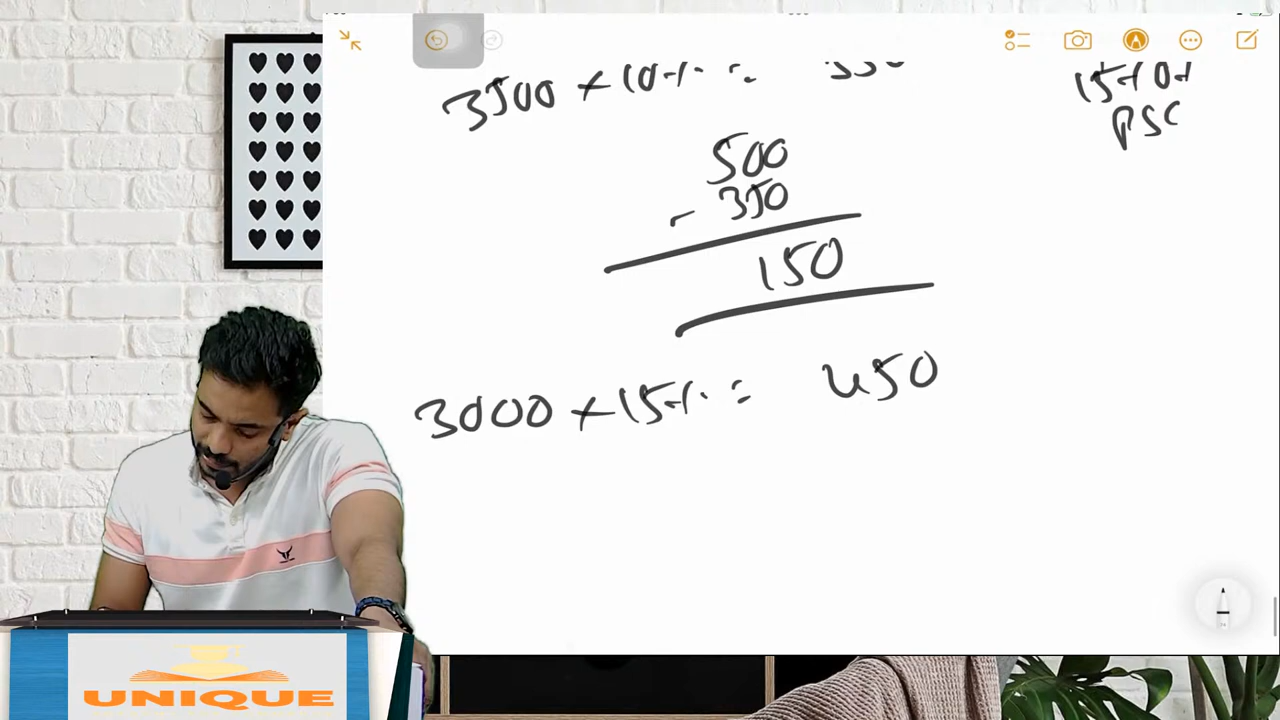 3500 × 10% = 350
15% or
PSC
500
- 350
150
3000 × 15% = 450
UNIQUE